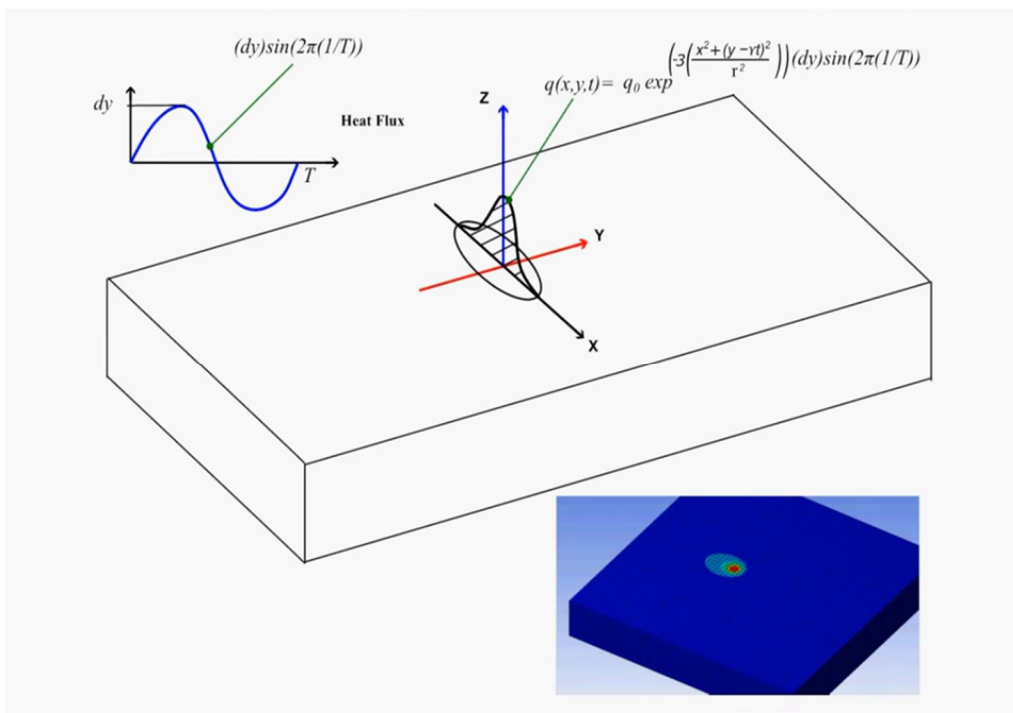 (dy)sin(2π(1/T))
dy
Heat Flux
T
q(x,y,t)= q₀ exp(-3(x²+(y -vt)²/r²))(dy)sin(2π(1/T))
Z
Y
X